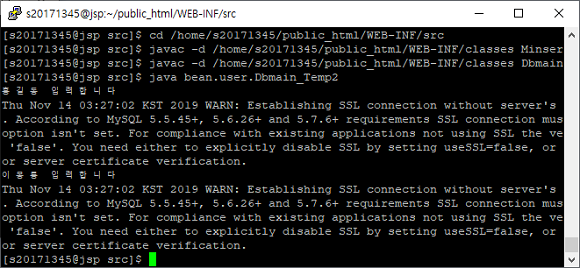 s20171345@jsp:~/public_html/WEB-INF/src
[s20171345@jsp src]$ cd /home/s20171345/public_html/WEB-INF/src
[s20171345@jsp src]$ javac -d /home/s20171345/public_html/WEB-INF/classes Minser
[s20171345@jsp src]$ javac -d /home/s20171345/public_html/WEB-INF/classes Dbmain
[s20171345@jsp src]$ java bean.user.Dbmain_Temp2
홍길동 입력합니다
Thu Nov 14 03:27:02 KST 2019 WARN: Establishing SSL connection without server's
. According to MySQL 5.5.45+, 5.6.26+ and 5.7.6+ requirements SSL connection mus
option isn't set. For compliance with existing applications not using SSL the ve
 'false'. You need either to explicitly disable SSL by setting useSSL=false, or
or server certificate verification.
입력합니다
Thu Nov 14 03:27:02 KST 2019 WARN: Establishing SSL connection without server's
. According to MySQL 5.5.45+, 5.6.26+ and 5.7.6+ requirements SSL connection mus
option isn't set. For compliance with existing applications not using SSL the ve
 'false'. You need either to explicitly disable SSL by setting useSSL=false, or
or server certificate verification.
[s20171345@jsp src]$